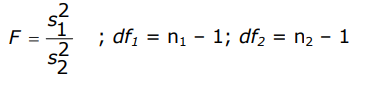 F = s₁² / s₂² ; df₁ = n₁ – 1; df₂ = n₂ – 1